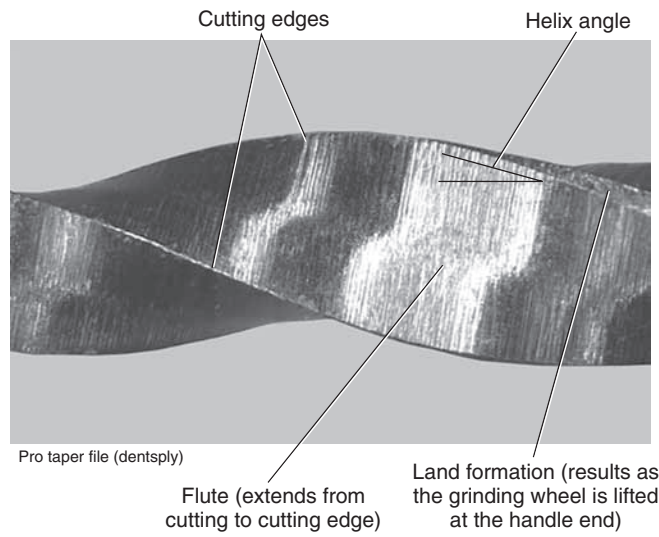 Cutting edges
Helix angle
Pro taper file (dentsply)
Flute (extends from
cutting to cutting edge)
Land formation (results as
the grinding wheel is lifted
at the handle end)